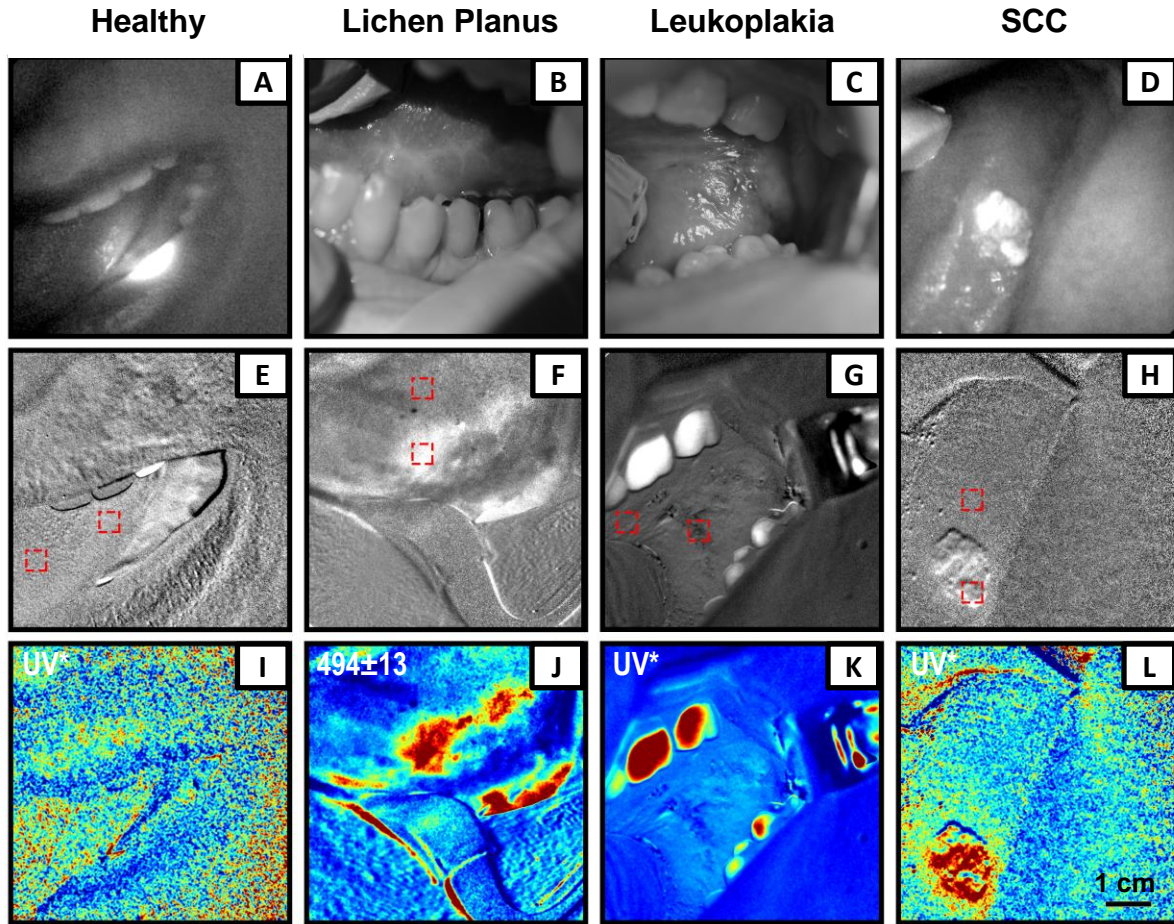 Healthy Lichen Planus Leukoplakia SCC
A B C D
E F G H
UV* I 494±13 J UV* K UV* L
1 cm